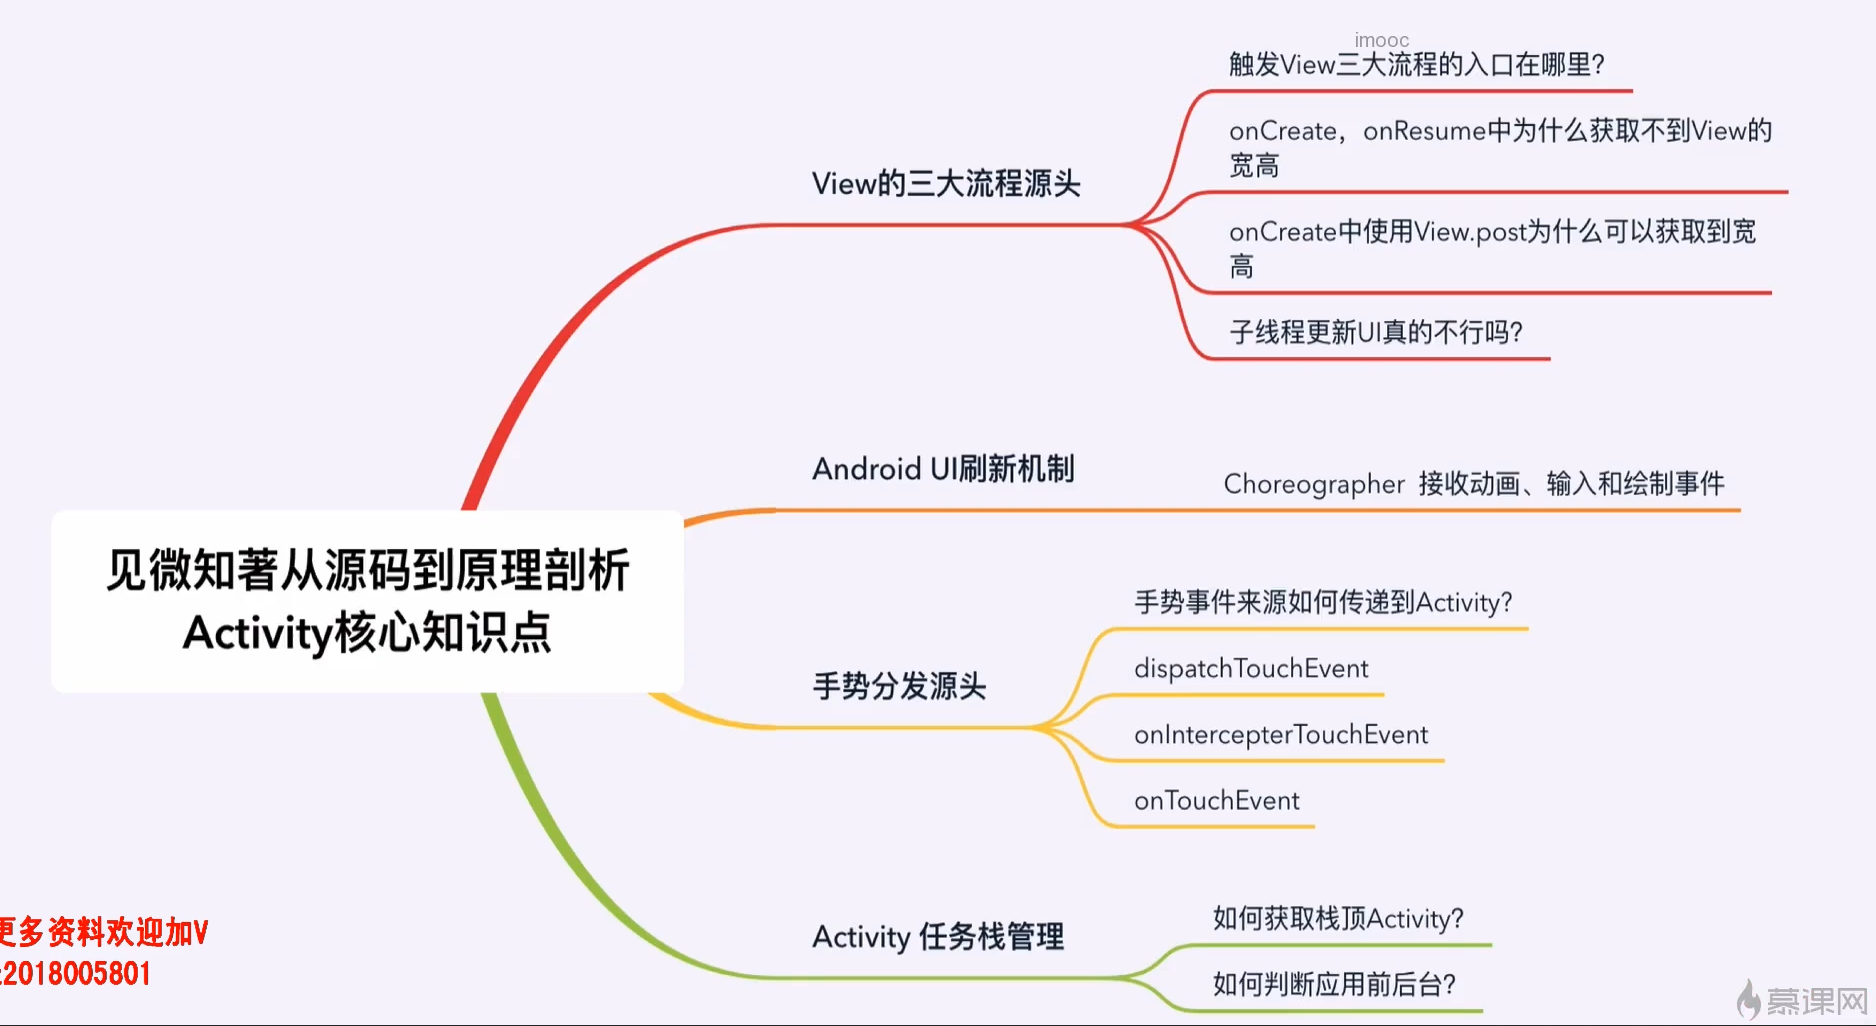 imooc
触发View三大流程的入口在哪里?
onCreate，onResume中为什么获取不到View的
宽高
View的三大流程源头
onCreate中使用View.post为什么可以获取到宽
高
子线程更新UI真的不行吗?
Android UI刷新机制
Choreographer 接收动画、输入和绘制事件
见微知著从源码到原理剖析
Activity核心知识点
手势事件来源如何传递到Activity?
dispatchTouchEvent
手势分发源头
onIntercepterTouchEvent
onTouchEvent
Activity 任务栈管理
如何获取栈顶Activity?
如何判断应用前后台?
更多资料欢迎加V
:2018005801
慕课网